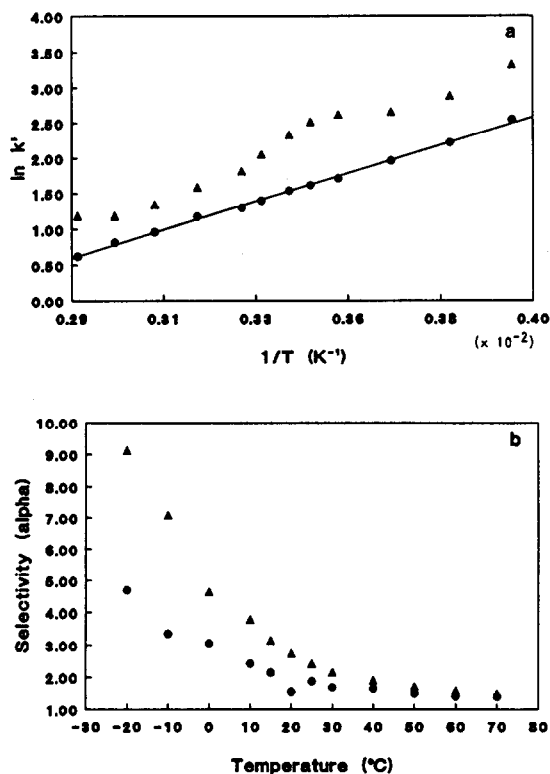 a
4.00
3.50
3.00
2.50
2.00
1.50
1.00
0.50
0.00
ln k'
0.29 0.31 0.33 0.36 0.38 0.40
(x 10⁻²)
1/T (K⁻¹)
b
10.00
9.00
8.00
7.00
6.00
5.00
4.00
3.00
2.00
1.00
Selectivity (alpha)
-30 -20 -10 0 10 20 30 40 50 60 70 80
Temperature (°C)